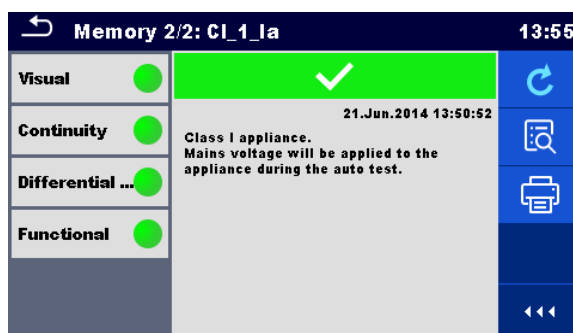 Memory 2/2: Cl_1_Ia
13:55
Visual
Continuity
Differential ...
Functional
21.Jun.2014 13:50:52
Class I appliance.
Mains voltage will be applied to the
appliance during the auto test.